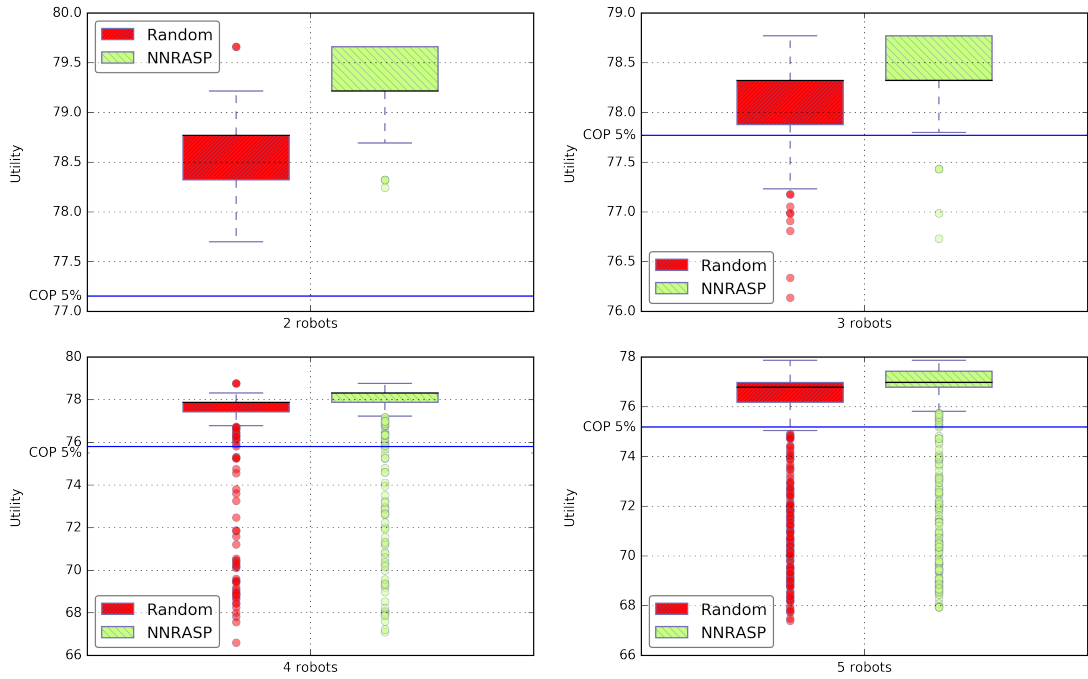 80.0
79.5
79.0
78.5
78.0
77.5
COP 5%
77.0
Utility
Random
NNRASP
2 robots
79.0
78.5
78.0
COP 5%
77.5
77.0
76.5
76.0
Utility
Random
NNRASP
3 robots
80
78
76
COP 5%
74
72
70
68
66
Utility
Random
NNRASP
4 robots
78
76
COP 5%
74
72
70
68
66
Utility
Random
NNRASP
5 robots